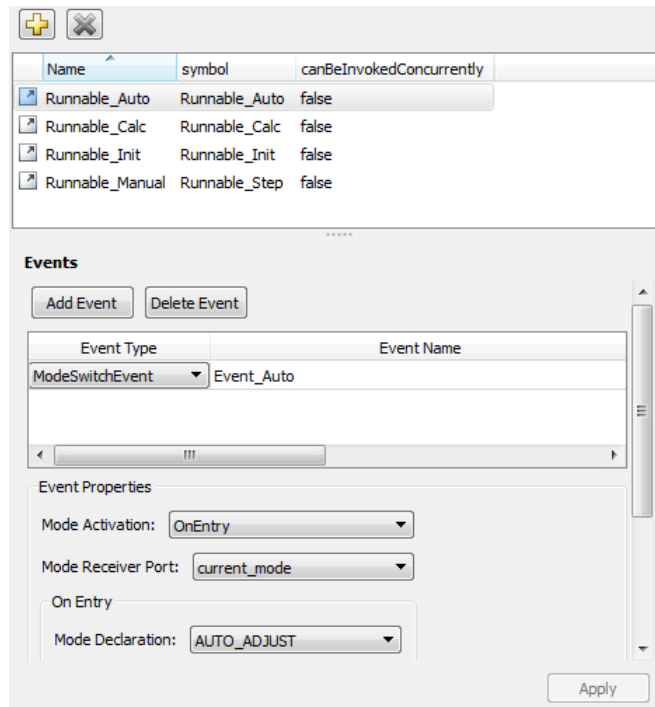 Name symbol canBeInvokedConcurrently
Runnable_Auto Runnable_Auto false
Runnable_Calc Runnable_Calc false
Runnable_Init Runnable_Init false
Runnable_Manual Runnable_Step false
Events
Add Event Delete Event
Event Type Event Name
ModeSwitchEvent Event_Auto
Event Properties
Mode Activation: OnEntry
Mode Receiver Port: current_mode
On Entry
Mode Declaration: AUTO_ADJUST
Apply